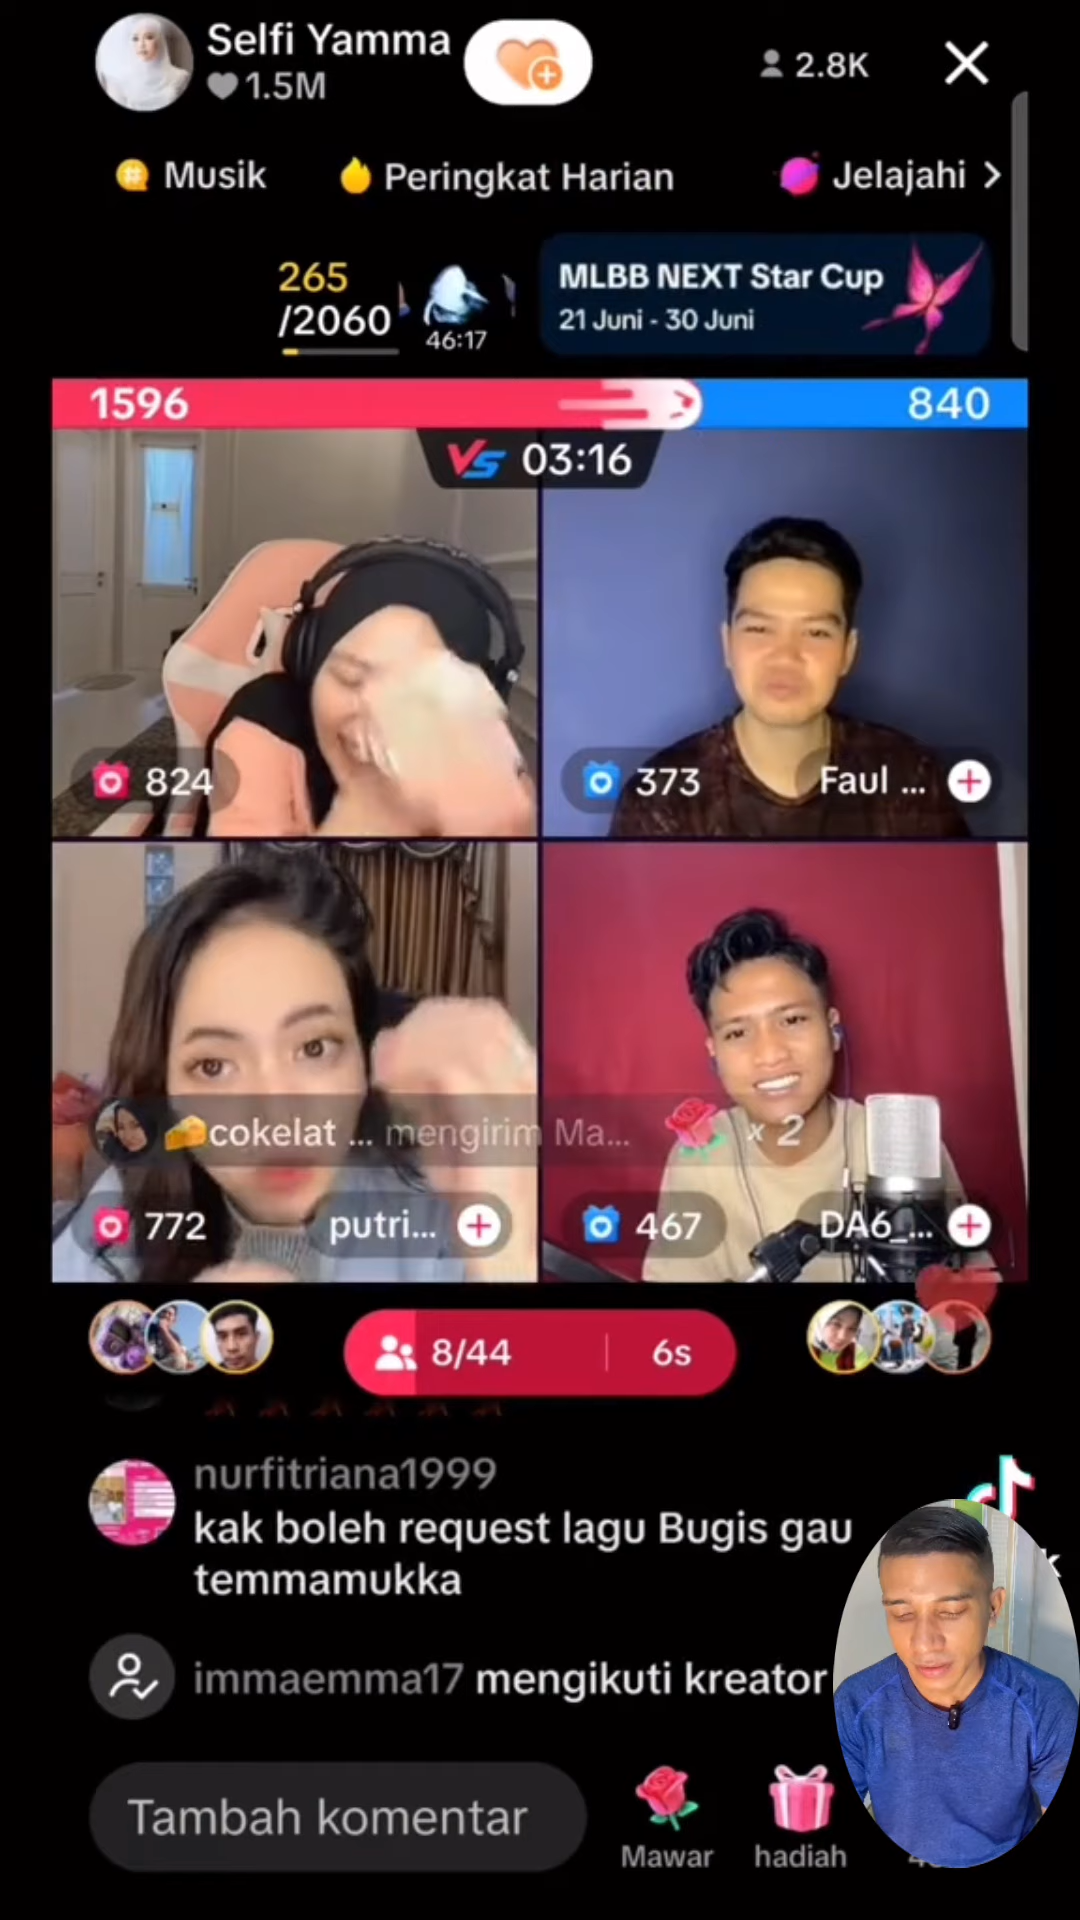 Selfi Yamma
1.5M
2.8K
Musik
Peringkat Harian
Jelajahi
265
/2060
46:17
MLBB NEXT Star Cup
21 Juni - 30 Juni
1596
840
VS 03:16
824
373
Faul ...
cokelat ... mengirim Ma...
x 2
772
putri...
467
DA6_...
8/44
6s
nurfitriana1999
kak boleh request lagu Bugis gau
temmamukka
immaemma17 mengikuti kreator
Tambah komentar
Mawar
hadiah